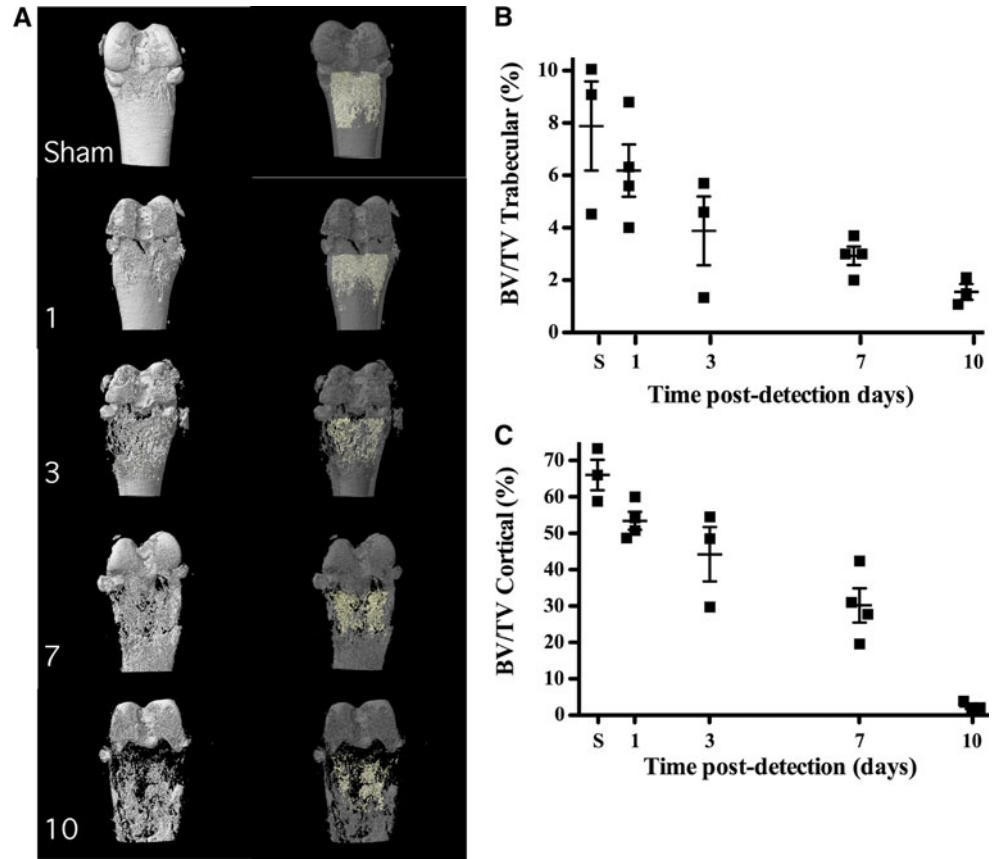 A
Sham
1
3
7
10
B
BV/TV Trabecular (%)
10
8
6
4
2
0
S 1 3 7 10
Time post-detection days)
C
BV/TV Cortical (%)
70
60
50
40
30
20
10
0
S 1 3 7 10
Time post-detection (days)